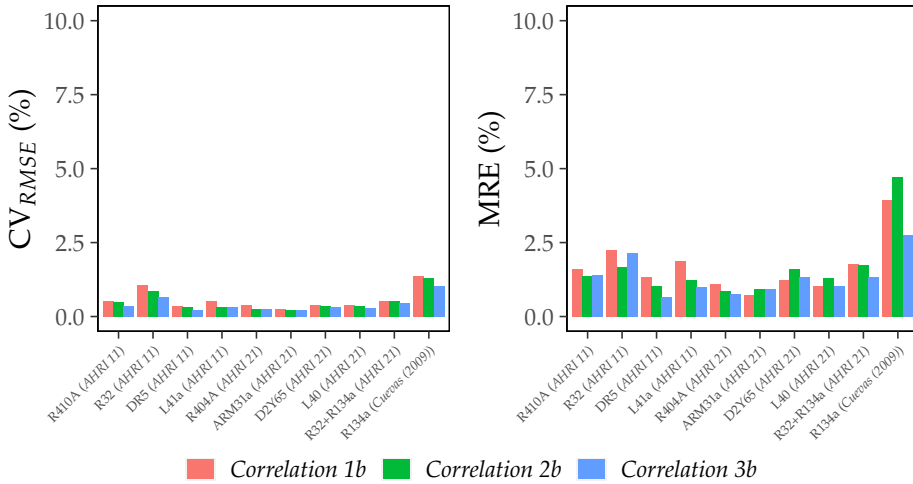 10.0
7.5
5.0
2.5
0.0
CV RMSE (%)
R410A (AHRI 11)
R32 (AHRI 11)
DR5 (AHRI 11)
L41a (AHRI 11)
R404A (AHRI 21)
ARM31a (AHRI 21)
D2Y65 (AHRI 21)
L40 (AHRI 21)
R32+R134a (AHRI 21)
R134a (Cuevas (2009))
10.0
7.5
5.0
2.5
0.0
MRE (%)
R410A (AHRI 11)
R32 (AHRI 11)
DR5 (AHRI 11)
L41a (AHRI 11)
R404A (AHRI 21)
ARM31a (AHRI 21)
D2Y65 (AHRI 21)
L40 (AHRI 21)
R32+R134a (AHRI 21)
R134a (Cuevas (2009))
Correlation 1b Correlation 2b Correlation 3b